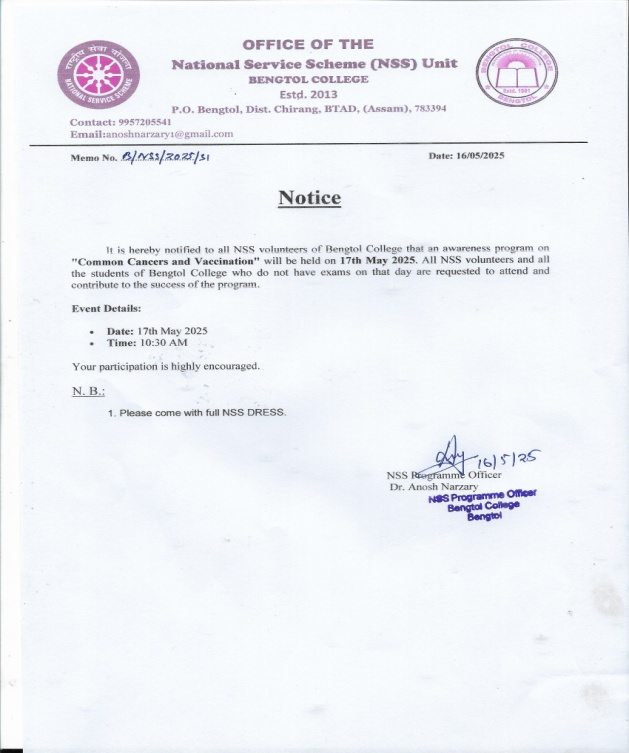 राष्ट्रीय सेवा योजना
NATIONAL SERVICE SCHEME
OFFICE OF THE
National Service Scheme (NSS) Unit
BENGTOL COLLEGE
Estd. 2013
P.O. Bengtol, Dist. Chirang, BTAD, (Assam), 783394
BENGTOL COLLEGE
Estd. 1991
BENGTOL
Contact: 9957205541
Email:anoshnarzary1@gmail.com
Memo No. B/NSS/2025/31
Date: 16/05/2025
Notice
It is hereby notified to all NSS volunteers of Bengtol College that an awareness program on
"Common Cancers and Vaccination" will be held on 17th May 2025. All NSS volunteers and all
the students of Bengtol College who do not have exams on that day are requested to attend and
contribute to the success of the program.
Event Details:
• Date: 17th May 2025
• Time: 10:30 AM
Your participation is highly encouraged.
N. B.:
1. Please come with full NSS DRESS.
16/5/25
NSS Programme Officer
Dr. Anosh Narzary
NSS Programme Officer
Bengtol College
Bengtol